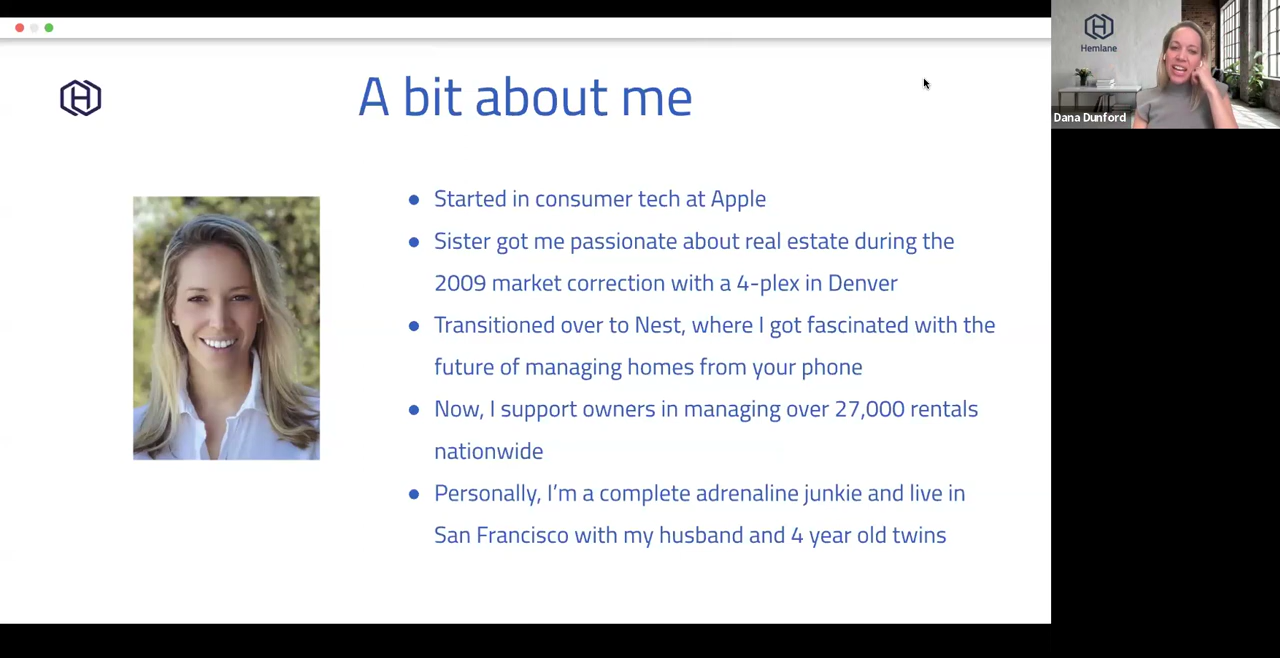 A bit about me
● Started in consumer tech at Apple
● Sister got me passionate about real estate during the
2009 market correction with a 4-plex in Denver
● Transitioned over to Nest, where I got fascinated with the
future of managing homes from your phone
● Now, I support owners in managing over 27,000 rentals
nationwide
● Personally, I'm a complete adrenaline junkie and live in
San Francisco with my husband and 4 year old twins
Hemlane
Dana Dunford